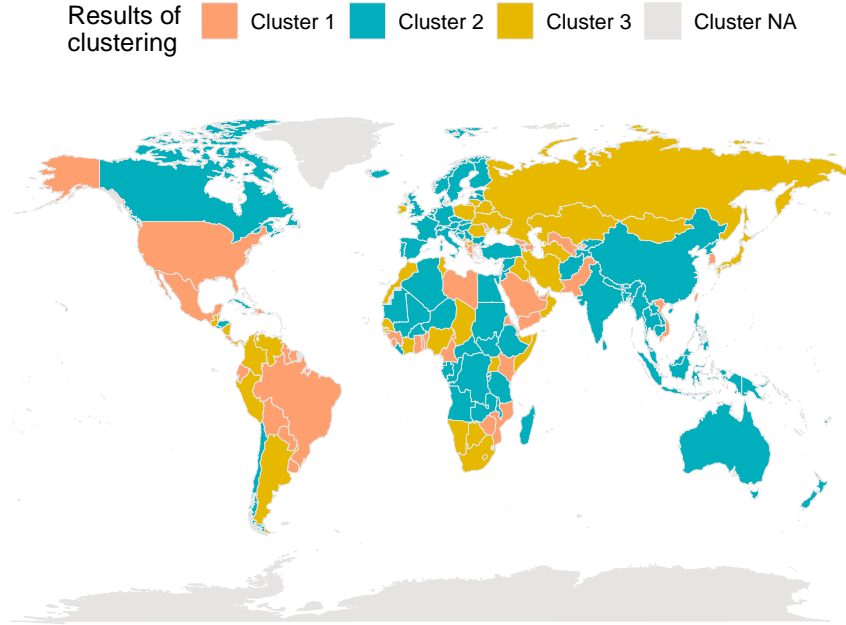 Results of
clustering
Cluster 1
Cluster 2
Cluster 3
Cluster NA